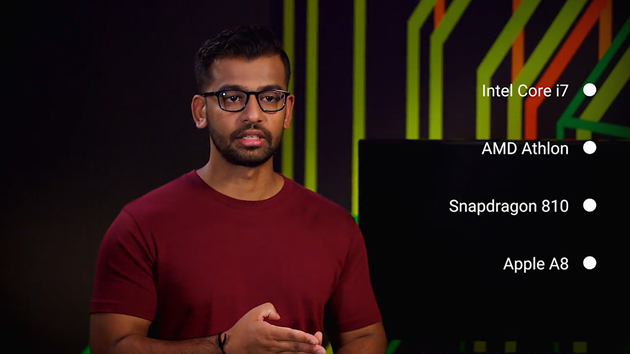 Intel Core i7
AMD Athlon
Snapdragon 810
Apple A8